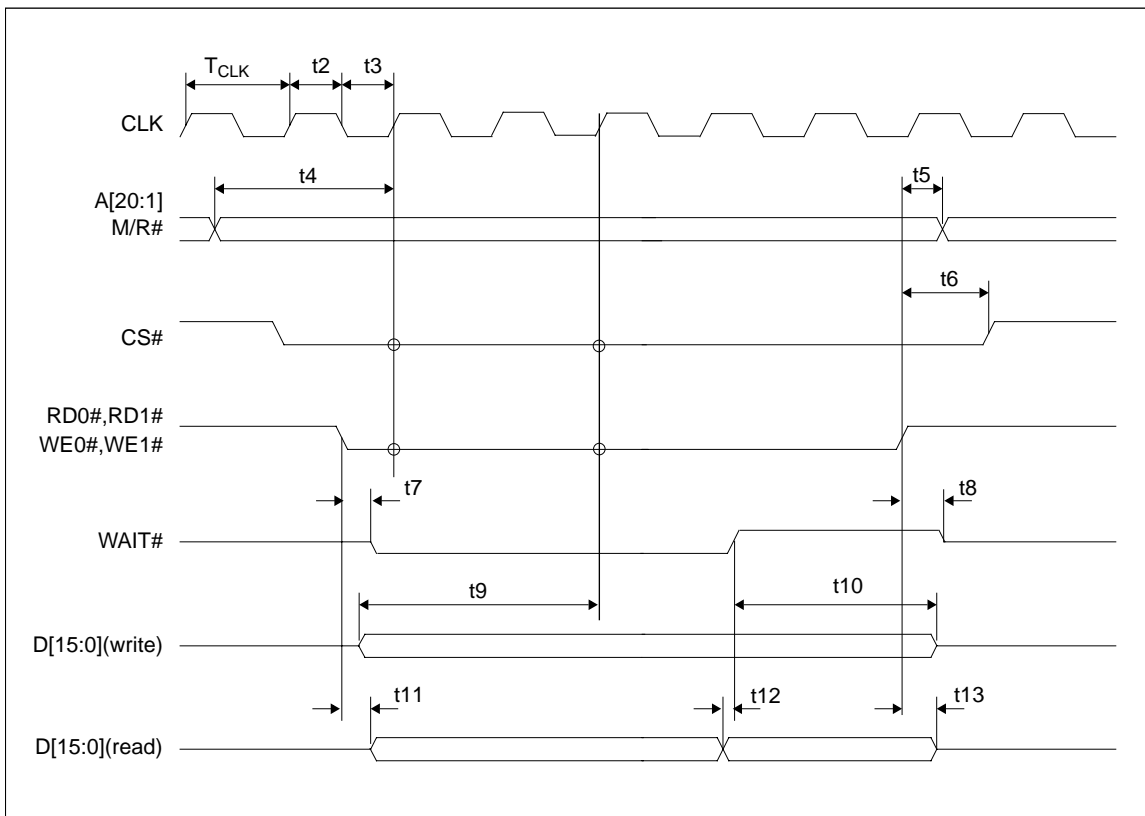 TCLK t2 t3
CLK
t4 t5
A[20:1]
M/R#
t6
CS#
RD0#,RD1#
WE0#,WE1#
t7 t8
WAIT#
t9 t10
D[15:0](write)
t11 t12 t13
D[15:0](read)